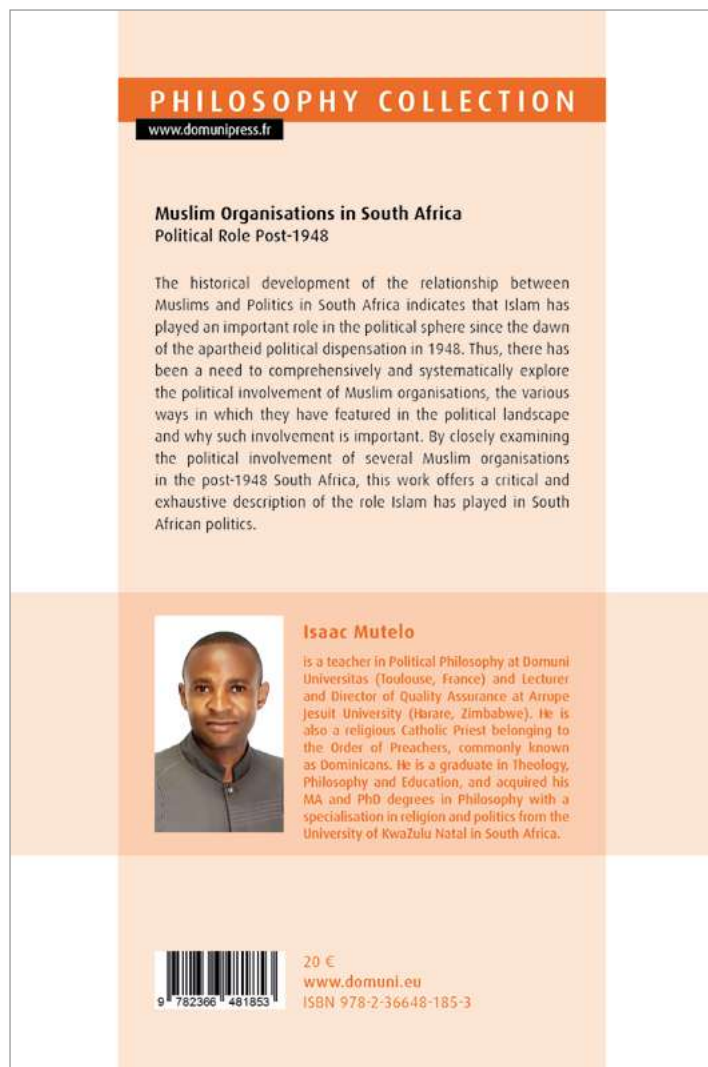 PHILOSOPHY COLLECTION
www.domunipress.fr
Muslim Organisations in South Africa
Political Role Post-1948
The historical development of the relationship between
Muslims and Politics in South Africa indicates that Islam has
played an important role in the political sphere since the dawn
of the apartheid political dispensation in 1948. Thus, there has
been a need to comprehensively and systematically explore
the political involvement of Muslim organisations, the various
ways in which they have featured in the political landscape
and why such involvement is important. By closely examining
the political involvement of several Muslim organisations
in the post-1948 South Africa, this work offers a critical and
exhaustive description of the role Islam has played in South
African politics.
Isaac Mutelo
is a teacher in Political Philosophy at Domuni
Universitas (Toulouse, France) and Lecturer
and Director of Quality Assurance at Arrupe
Jesuit University (Harare, Zimbabwe). He is
also a religious Catholic Priest belonging to
the Order of Preachers, commonly known
as Dominicans. He is a graduate in Theology,
Philosophy and Education, and acquired his
MA and PhD degrees in Philosophy with a
specialisation in religion and politics from the
University of KwaZulu Natal in South Africa.
9 782366 481853
20 €
www.domuni.eu
ISBN 978-2-36648-185-3